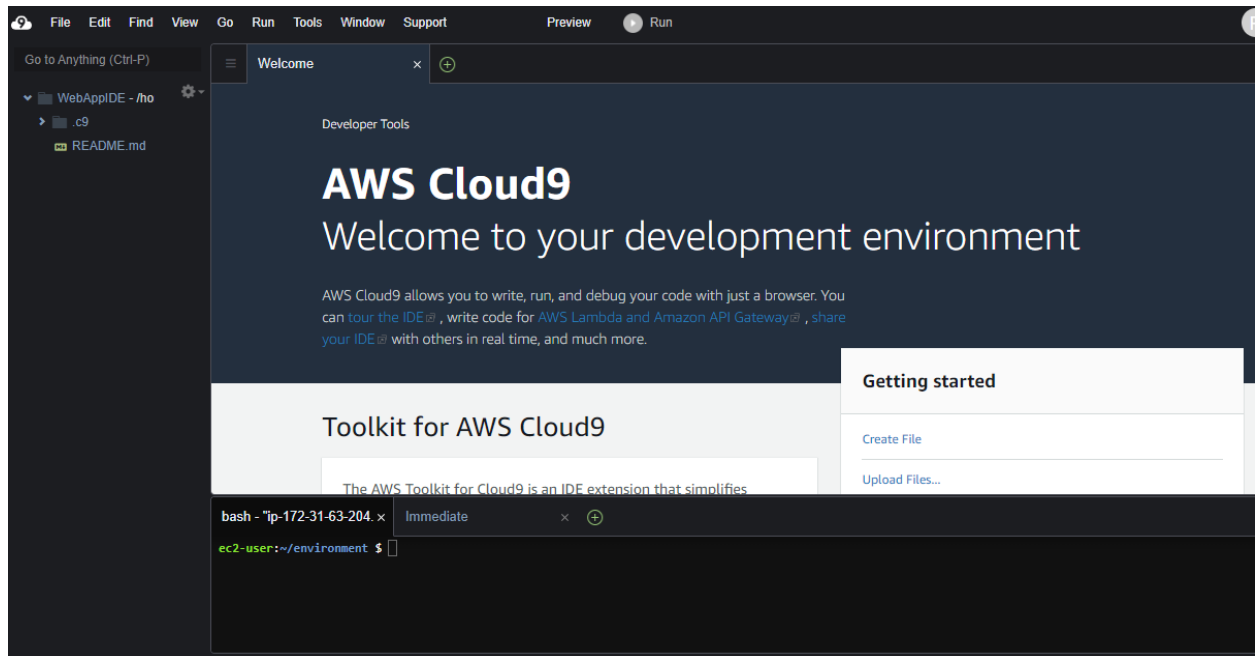 File Edit Find View Go Run Tools Window Support Preview Run
Go to Anything (Ctrl-P)
Welcome
WebAppIDE - /ho
.c9
README.md
Developer Tools
AWS Cloud9
Welcome to your development environment
AWS Cloud9 allows you to write, run, and debug your code with just a browser. You
can tour the IDE , write code for AWS Lambda and Amazon API Gateway , share
your IDE with others in real time, and much more.
Getting started
Create File
Upload Files...
Toolkit for AWS Cloud9
The AWS Toolkit for Cloud9 is an IDE extension that simplifies
bash - "ip-172-31-63-204. Immediate
ec2-user:~/environment $